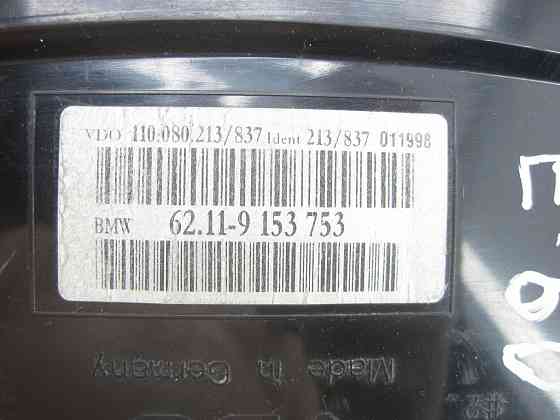 VDO 110.080.213/837 Ident 213/837 011998
BMW 62.11-9 153 753
Made in Germany